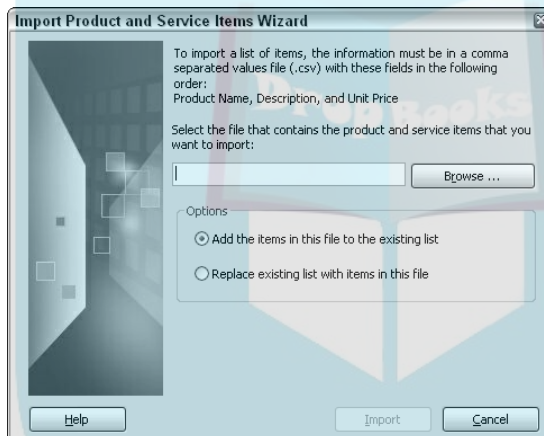 Import Product and Service Items Wizard
To import a list of items, the information must be in a comma
separated values file (.csv) with these fields in the following
order:
Product Name, Description, and Unit Price
DropBooks
Select the file that contains the product and service items that you
want to import:
Browse ...
Options
Add the items in this file to the existing list
Replace existing list with items in this file
Help
Import
Cancel